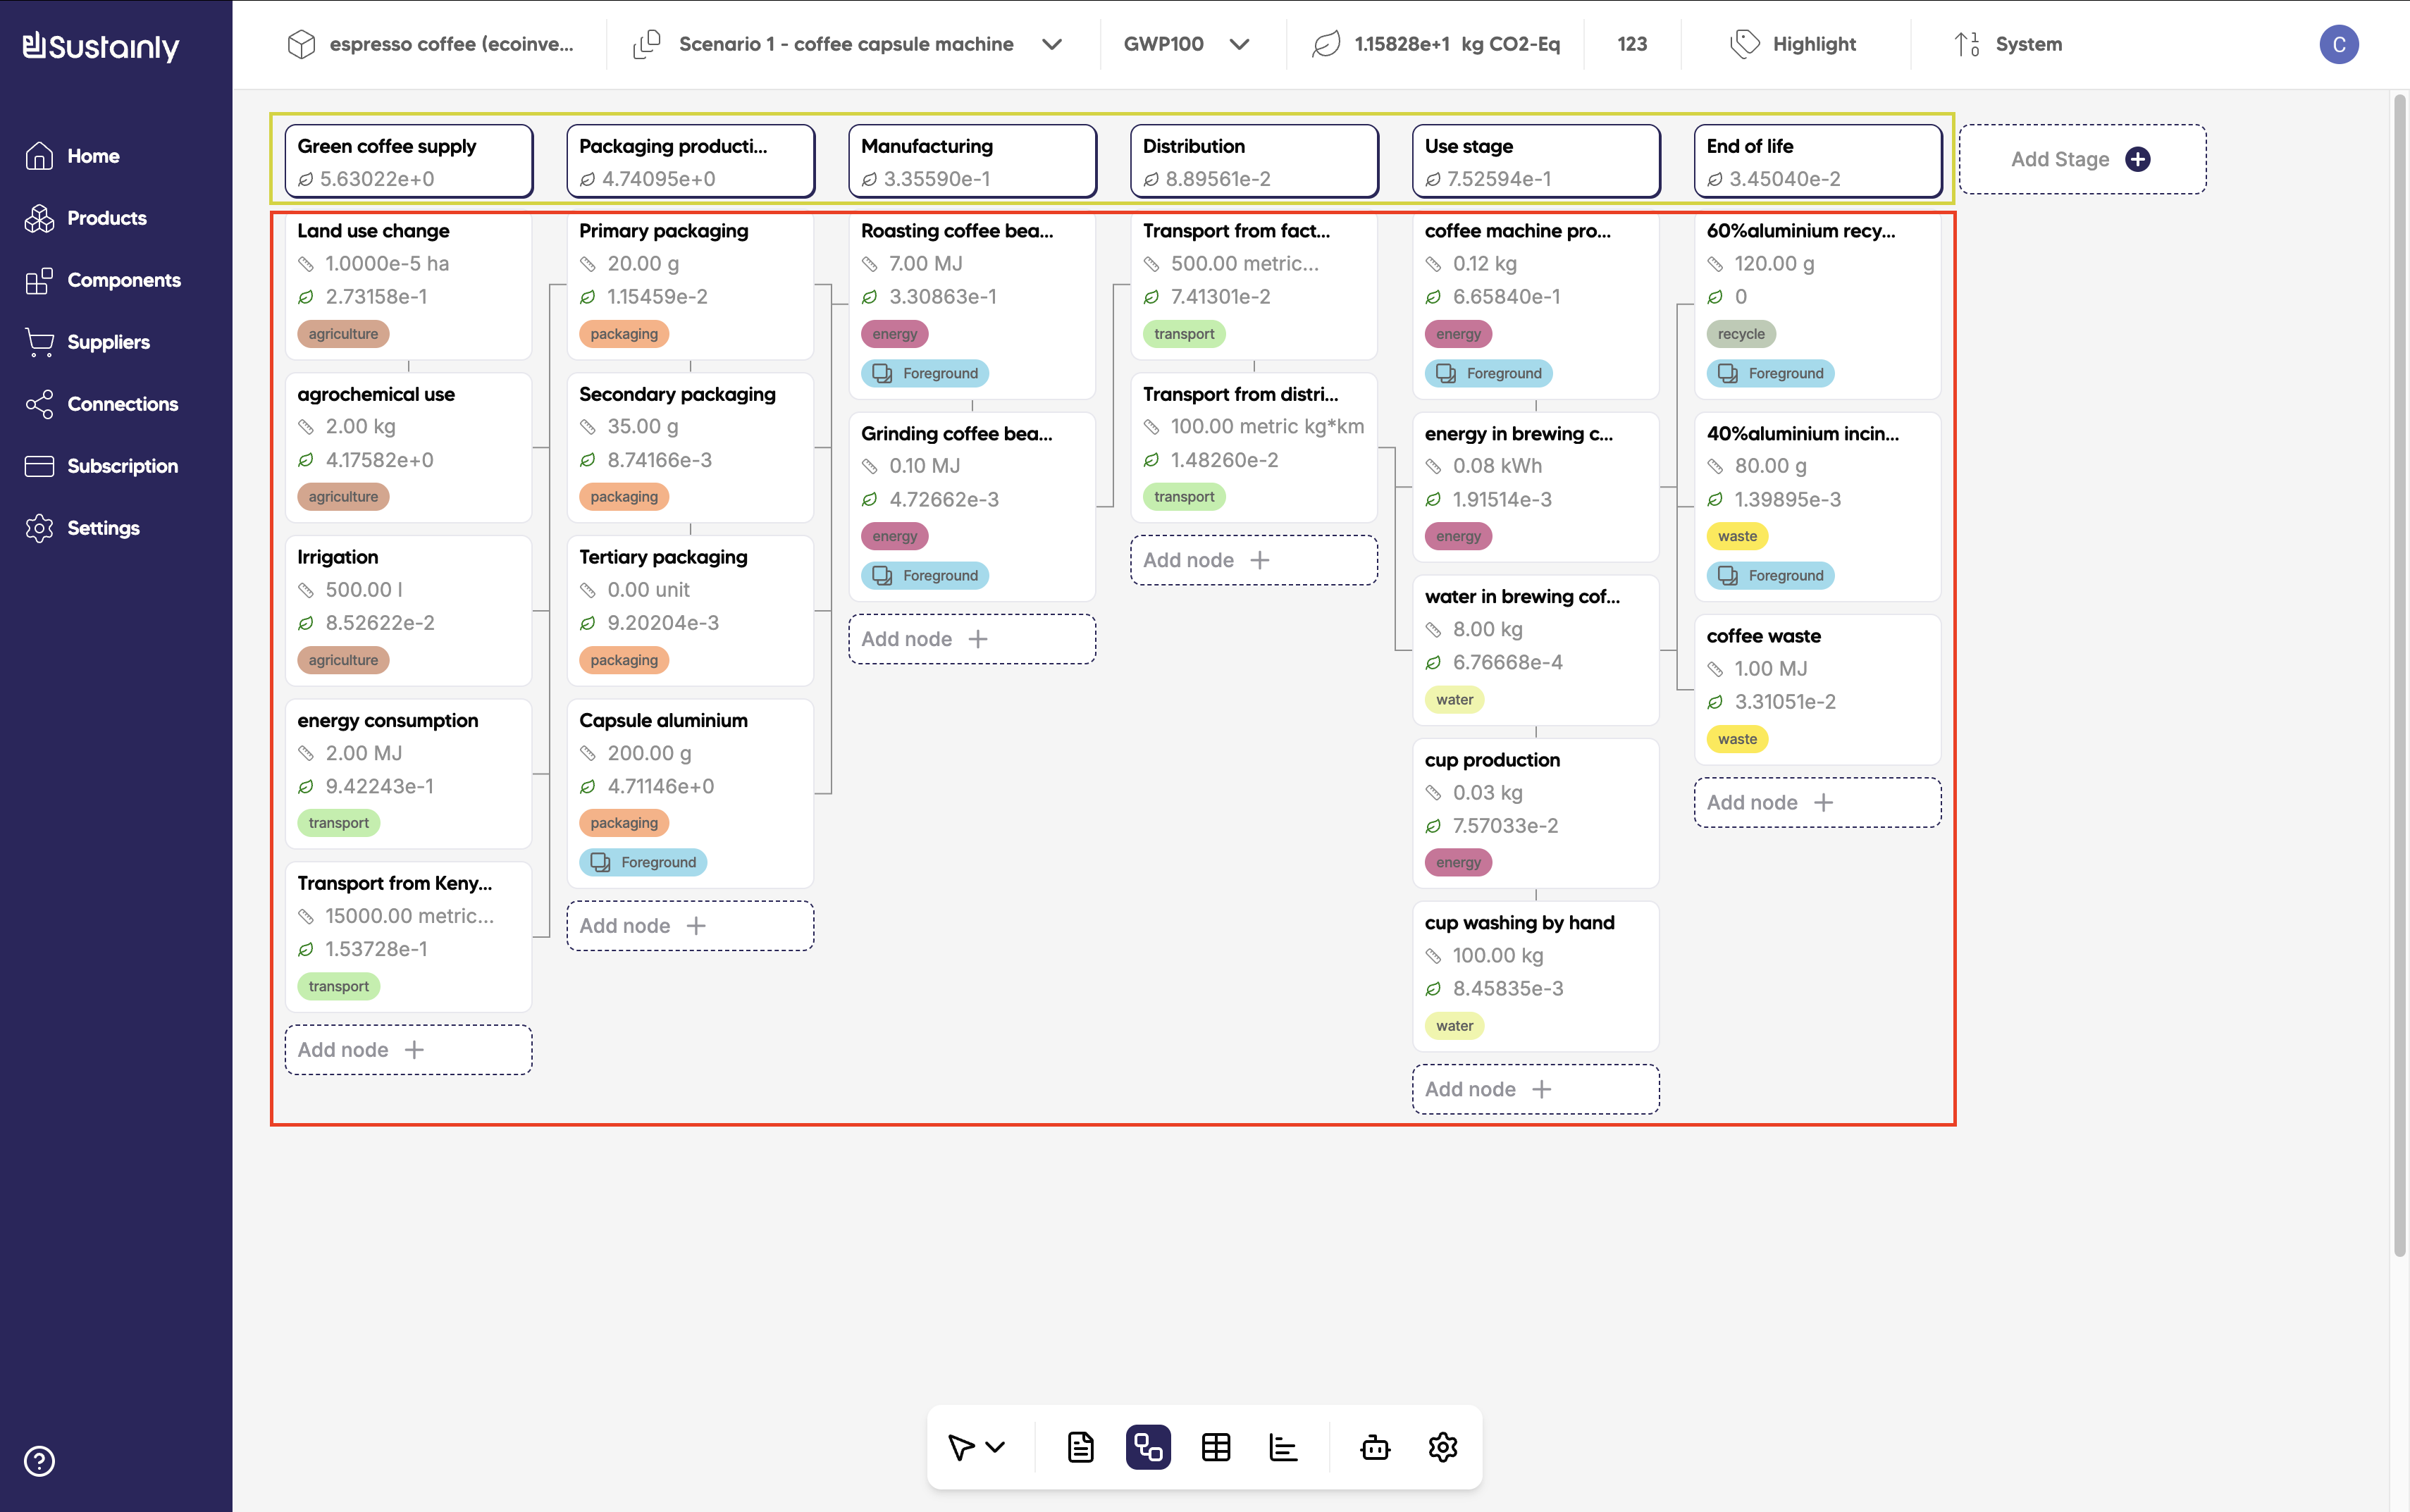 Sustainly
Home
Products
Components
Suppliers
Connections
Subscription
Settings
espresso coffee (ecoinve...
Scenario 1 - coffee capsule machine
GWP100
1.15828e+1 kg CO2-Eq
123
Highlight
System
C
Green coffee supply
5.63022e+0
Land use change
1.0000e-5 ha
2.73158e-1
agriculture
agrochemical use
2.00 kg
4.17582e+0
agriculture
Irrigation
500.00 l
8.52622e-2
agriculture
energy consumption
2.00 MJ
9.42243e-1
transport
Transport from Keny...
15000.00 metric...
1.53728e-1
transport
Add node +
Packaging producti...
4.74095e+0
Primary packaging
20.00 g
1.15459e-2
packaging
Secondary packaging
35.00 g
8.74166e-3
packaging
Tertiary packaging
0.00 unit
9.20204e-3
packaging
Capsule aluminium
200.00 g
4.71146e+0
packaging
Foreground
Add node +
Manufacturing
3.35590e-1
Roasting coffee bea...
7.00 MJ
3.30863e-1
energy
Foreground
Grinding coffee bea...
0.10 MJ
4.72662e-3
energy
Foreground
Add node +
Distribution
8.89561e-2
Transport from fact...
500.00 metric...
7.41301e-2
transport
Transport from distri...
100.00 metric kg*km
1.48260e-2
transport
Add node +
Use stage
7.52594e-1
coffee machine pro...
0.12 kg
6.65840e-1
energy
Foreground
energy in brewing c...
0.08 kWh
1.91514e-3
energy
water in brewing cof...
8.00 kg
6.76668e-4
water
cup production
0.03 kg
7.57033e-2
energy
cup washing by hand
100.00 kg
8.45835e-3
water
Add node +
End of life
3.45040e-2
60%aluminium recy...
120.00 g
0
recycle
Foreground
40%aluminium incin...
80.00 g
1.39895e-3
waste
Foreground
coffee waste
1.00 MJ
3.31051e-2
waste
Add node +
Add Stage +
?